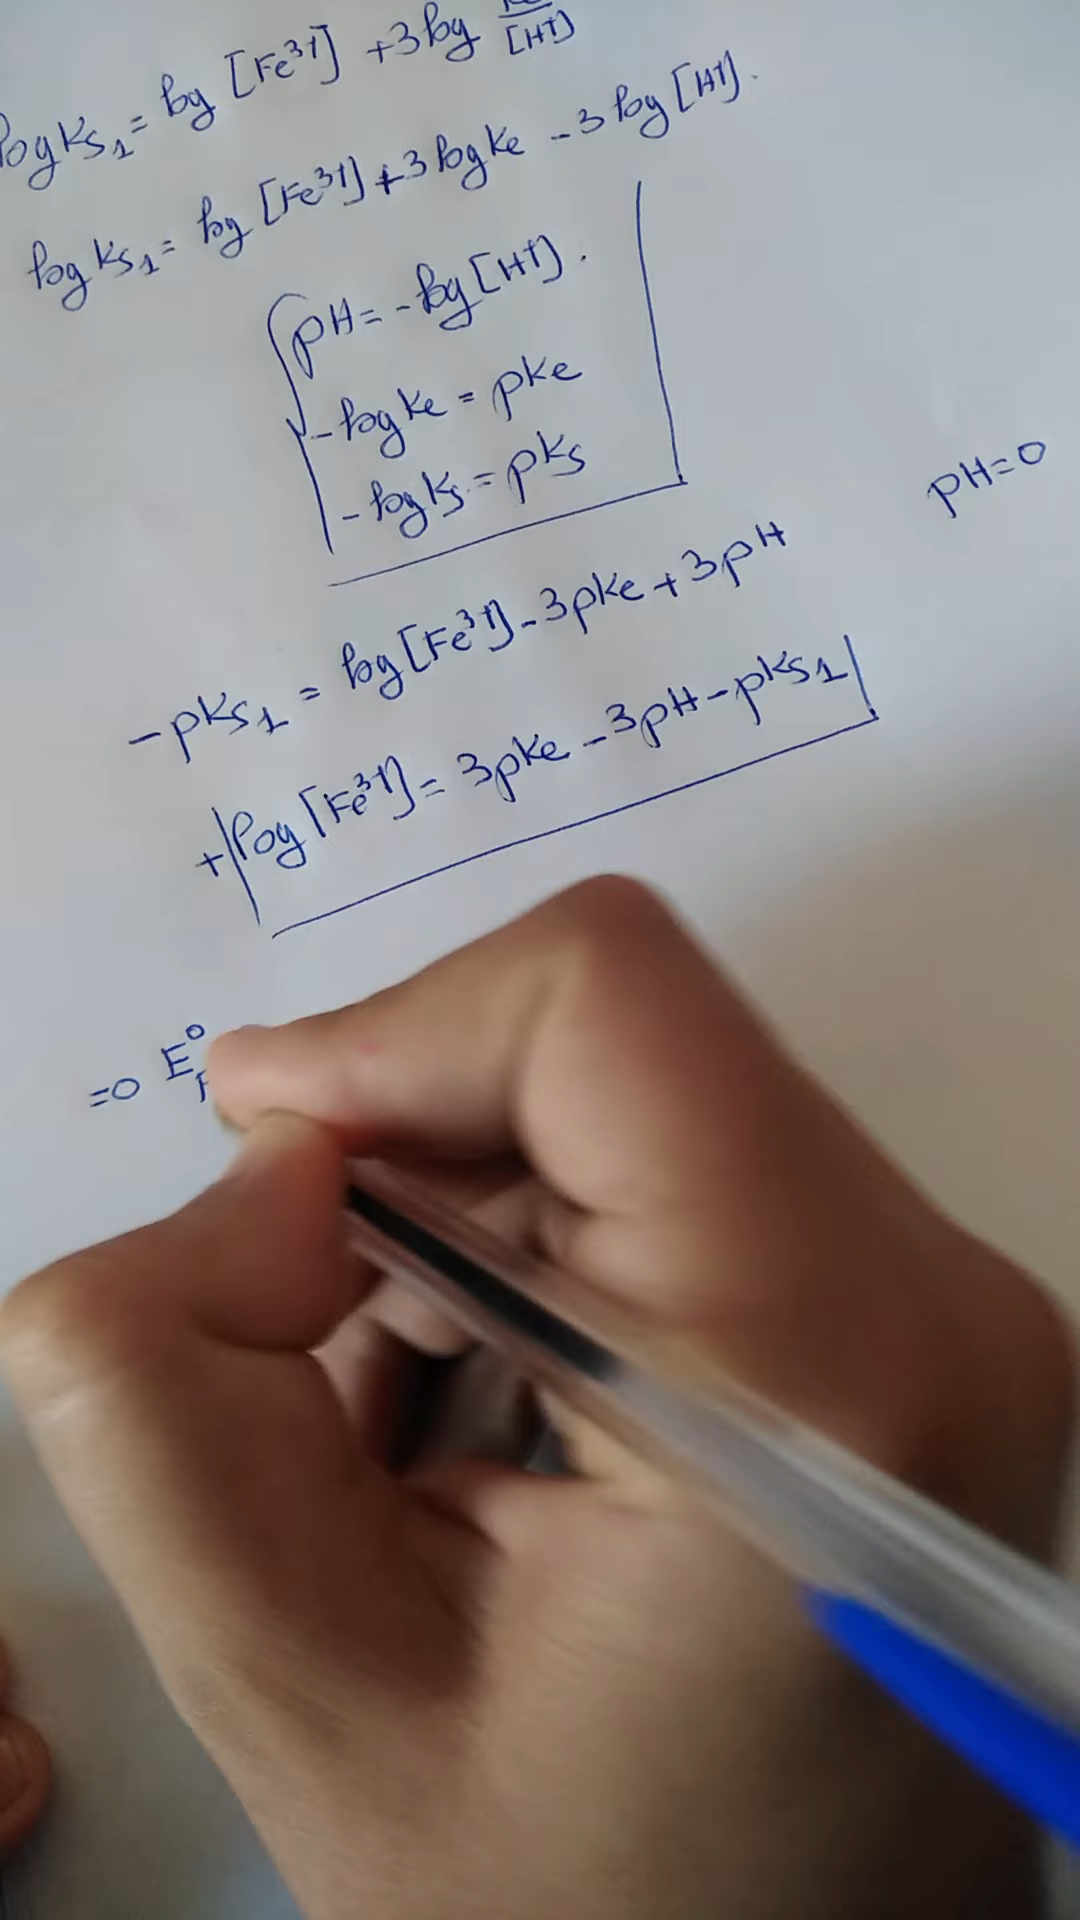 log Ks1 = log [Fe3+] + 3 log Ke/[H+]
log Ks1 = log [Fe3+] + 3 log Ke - 3 log [H+].
pH = - log [H+].
- log Ke = pKe
- log Ks = pKs
pH = 0
- pKs1 = log [Fe3+] - 3pKe + 3pH
+ log [Fe3+] = 3pKe - 3pH - pKs1
= 0 E°